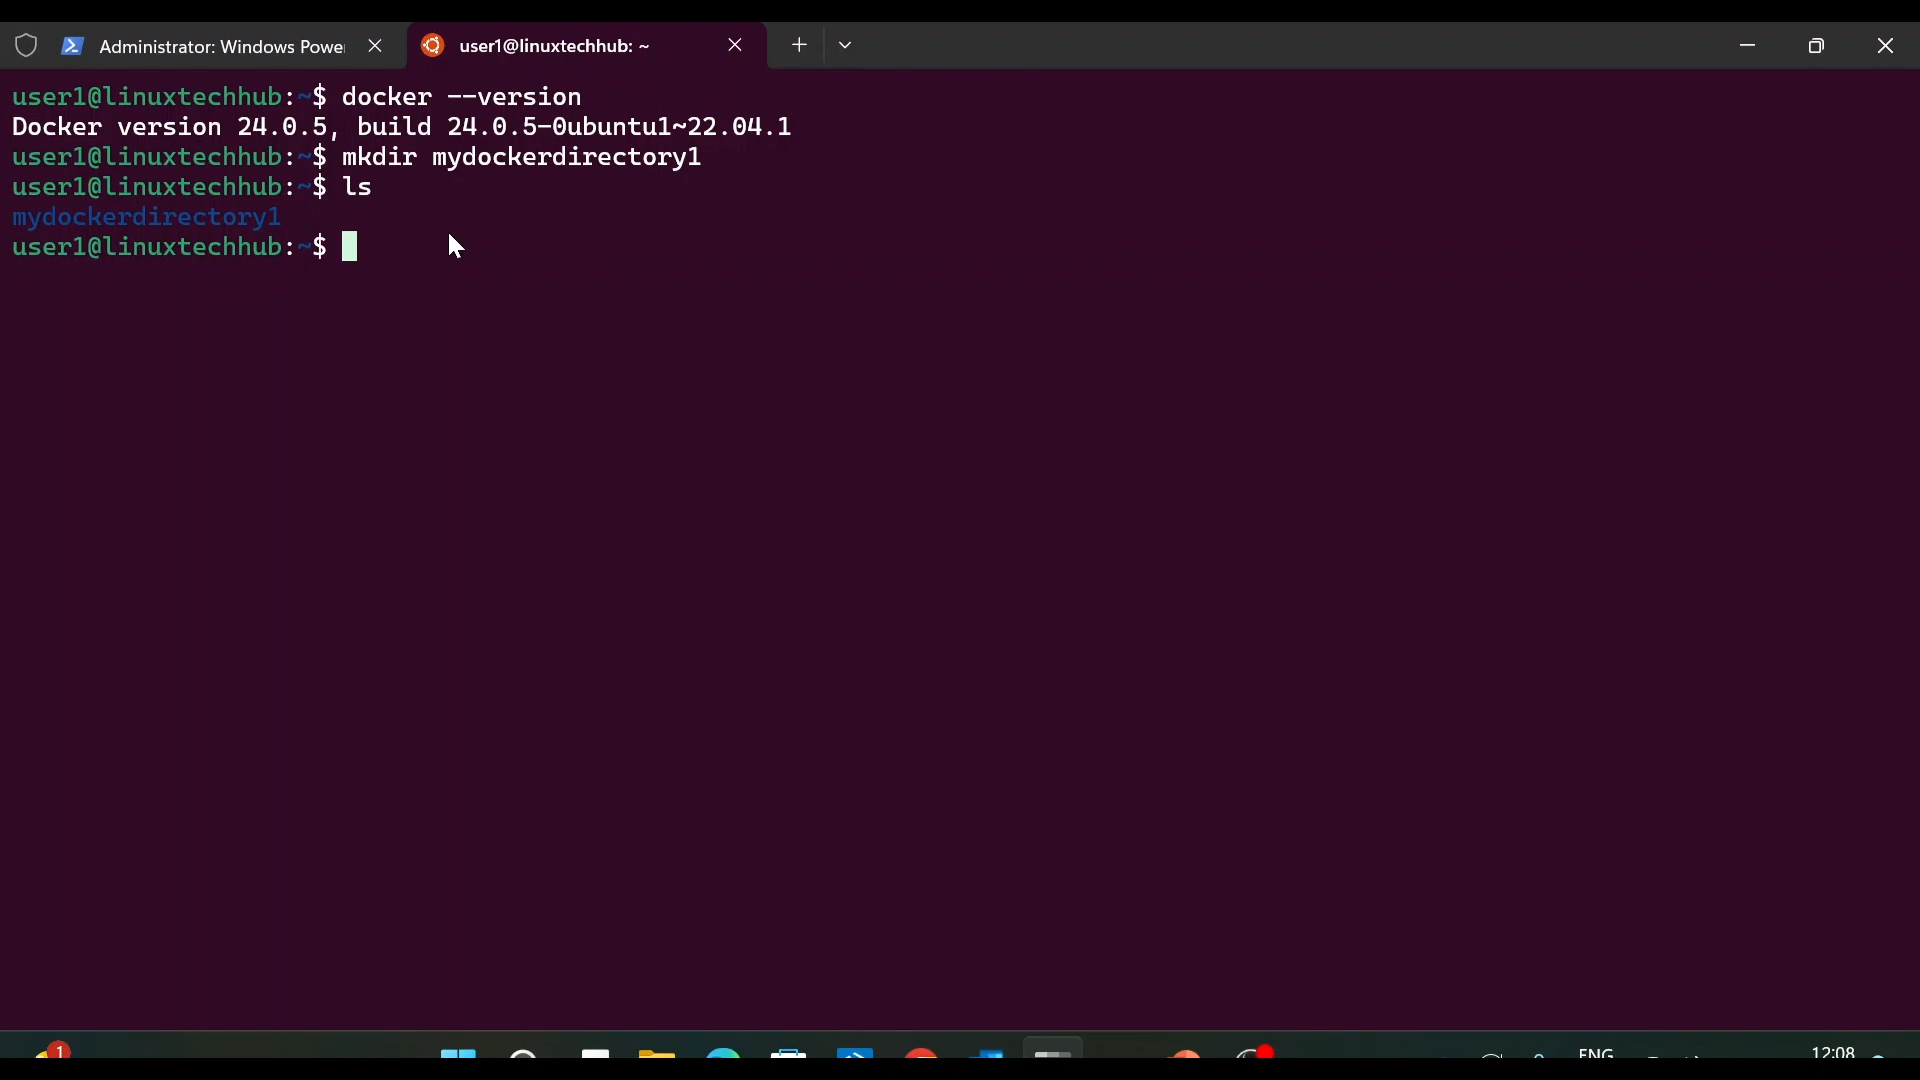 Administrator: Windows Powe
user1@linuxtechhub: ~
user1@linuxtechhub:~$ docker --version
Docker version 24.0.5, build 24.0.5-0ubuntu1~22.04.1
user1@linuxtechhub:~$ mkdir mydockerdirectory1
user1@linuxtechhub:~$ ls
mydockerdirectory1
user1@linuxtechhub:~$
1
ENG
12:08